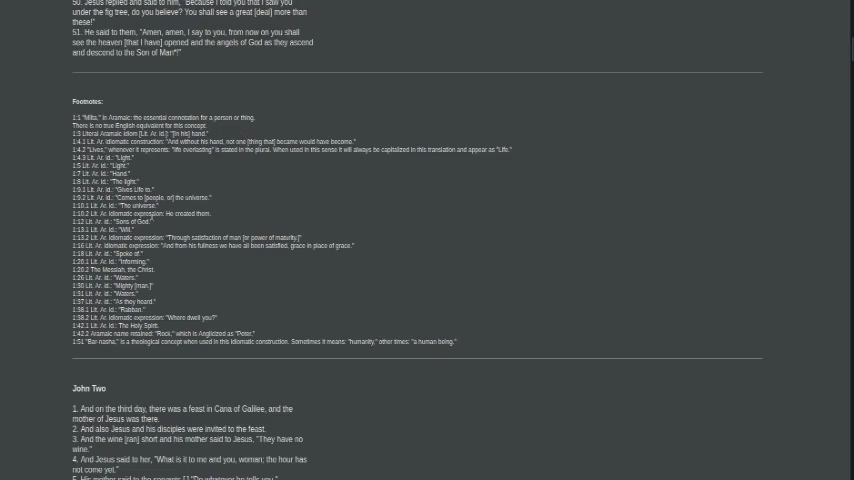 50. Jesus replied and said to him, "Because I told you that I saw you
under the fig tree, do you believe? You shall see a great [deal] more than
these!"
51. He said to them, "Amen, amen, I say to you, from now on you shall
see the heaven [that I have] opened and the angels of God as they ascend
and descend to the Son of Man*!"
Footnotes:
1:1 "Milta," in Aramaic: the essential connotation for a person or thing.
There is no true English equivalent for this concept.
1:3 Literal Aramaic idiom [Lit. Ar. id.]: "[In his] hand."
1:4.1 Lit. Ar. idiomatic construction: "And without his hand, not one [thing that] became would have become."
1:4.2 "Lives," whenever it represents: "life everlasting" is stated in the plural. When used in this sense it will always be capitalized in this translation and appear as "Life."
1:4.3 Lit. Ar. id.: "Light."
1:5 Lit. Ar. id.: "Light."
1:7 Lit. Ar. id.: "Hand."
1:8 Lit. Ar. id.: "The light."
1:9.1 Lit. Ar. id.: "Gives Life to."
1:9.2 Lit. Ar. id.: "Comes to [people, or] the universe."
1:10.1 Lit. Ar. id.: "The universe."
1:10.2 Lit. Ar. idiomatic expression: He created them.
1:12 Lit. Ar. id.: "Sons of God."
1:13.1 Lit. Ar. id.: "Will."
1:13.2 Lit. Ar. idiomatic expression: "Through satisfaction of man [or power of maturity.]"
1:16 Lit. Ar. idiomatic expression: "And from his fullness we have all been satisfied, grace in place of grace."
1:18 Lit. Ar. id.: "Spoke of."
1:20.1 Lit. Ar. id.: "Informing."
1:20.2 The Messiah, the Christ.
1:26 Lit. Ar. id.: "Waters."
1:30 Lit. Ar. id.: "Mighty [man.]"
1:31 Lit. Ar. id.: "Waters."
1:37 Lit. Ar. id.: "As they heard."
1:38.1 Lit. Ar. id.: "Rabban."
1:38.2 Lit. Ar. idiomatic expression: "Where dwell you?"
1:42.1 Lit. Ar. id.: The Holy Spirit.
1:42.2 Aramaic name retained: "Rock," which is Anglicized as "Peter."
1:51 "Bar-nasha," is a theological concept when used in this idiomatic construction. Sometimes it means: "humanity," other times: "a human being."
John Two
1. And on the third day, there was a feast in Cana of Galilee, and the
mother of Jesus was there.
2. And also Jesus and his disciples were invited to the feast.
3. And the wine [ran] short and his mother said to Jesus, "They have no
wine."
4. And Jesus said to her, "What is it to me and you, woman; the hour has
not come yet."
5. His mother said to the servants [,] "Do whatever he tells you."